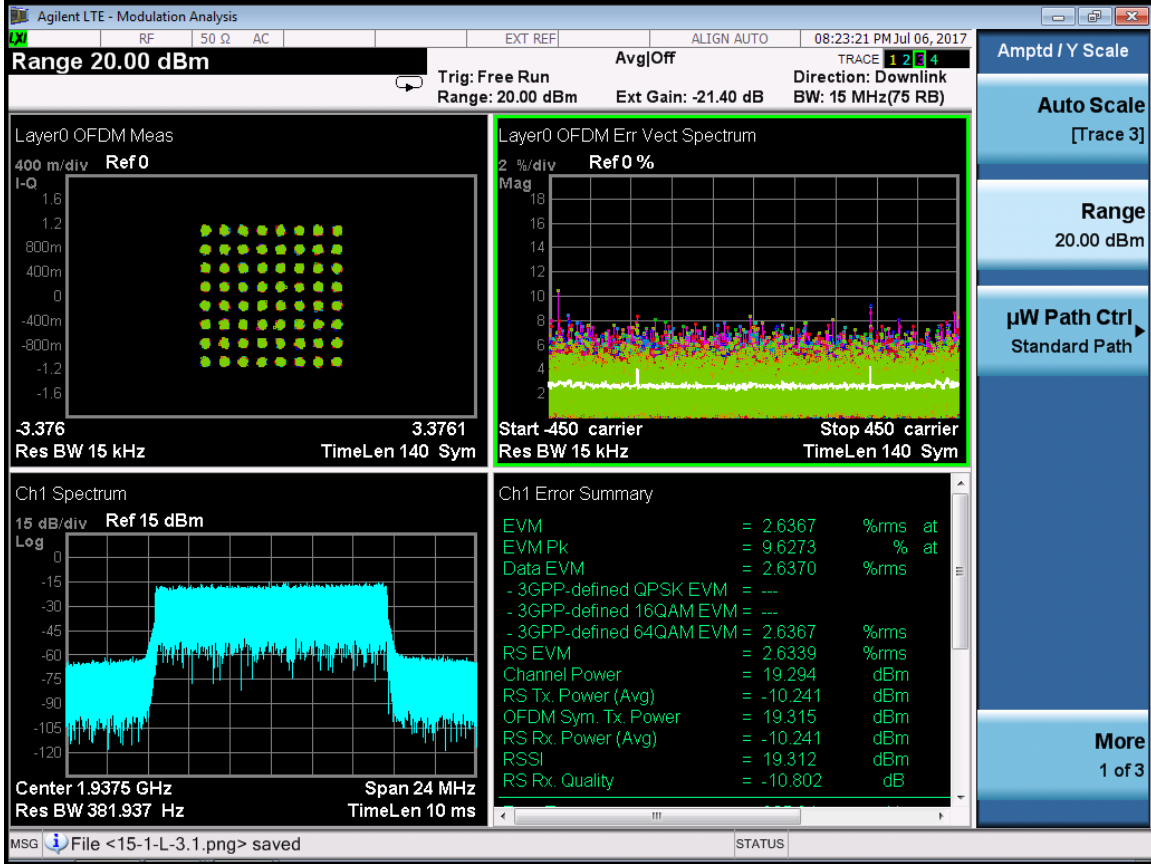 Agilent LTE - Modulation Analysis
LXI RF 50 Ω AC EXT REF ALIGN AUTO 08:23:21 PM Jul 06, 2017
Range 20.00 dBm
Avg|Off
TRACE 1 2 3 4
Trig: Free Run
Direction: Downlink
Range: 20.00 dBm Ext Gain: -21.40 dB BW: 15 MHz(75 RB)
Layer0 OFDM Meas
400 m/div Ref 0
I-Q
1.6
1.2
800m
400m
0
-400m
-800m
-1.2
-1.6
-3.376 3.3761
Res BW 15 kHz TimeLen 140 Sym
Layer0 OFDM Err Vect Spectrum
2 %/div Ref 0 %
Mag
18
16
14
12
10
8
6
4
2
Start -450 carrier Stop 450 carrier
Res BW 15 kHz TimeLen 140 Sym
Ch1 Spectrum
15 dB/div Ref 15 dBm
Log
0
-15
-30
-45
-60
-75
-90
-105
-120
Center 1.9375 GHz Span 24 MHz
Res BW 381.937 Hz TimeLen 10 ms
Ch1 Error Summary
EVM = 2.6367 %rms at
EVM Pk = 9.6273 % at
Data EVM = 2.6370 %rms
- 3GPP-defined QPSK EVM = ---
- 3GPP-defined 16QAM EVM = ---
- 3GPP-defined 64QAM EVM = 2.6367 %rms
RS EVM = 2.6339 %rms
Channel Power = 19.294 dBm
RS Tx. Power (Avg) = -10.241 dBm
OFDM Sym. Tx. Power = 19.315 dBm
RS Rx. Power (Avg) = -10.241 dBm
RSSI = 19.312 dBm
RS Rx. Quality = -10.802 dB
Amptd / Y Scale
Auto Scale
[Trace 3]
Range
20.00 dBm
µW Path Ctrl
Standard Path
More
1 of 3
MSG File <15-1-L-3.1.png> saved STATUS